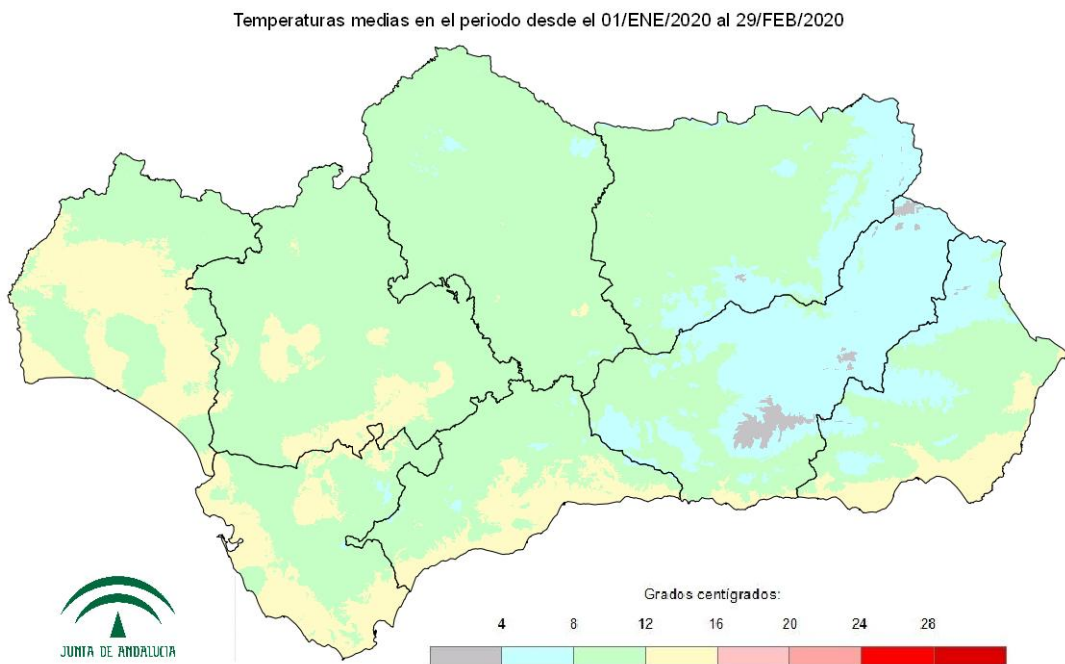 Temperaturas medias en el periodo desde el 01/ENE/2020 al 29/FEB/2020
Grados centígrados:
4 8 12 16 20 24 28
JUNTA DE ANDALUCIA